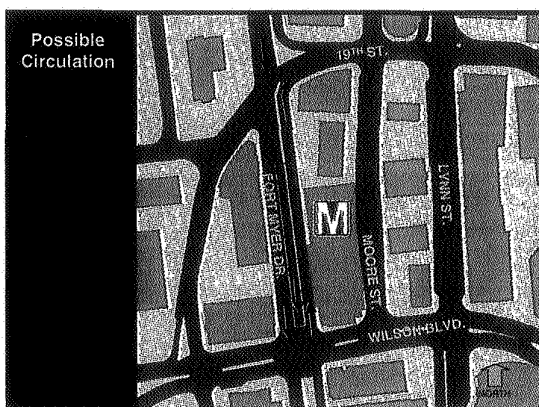 Possible
Circulation
19TH ST.
FORT MYER DR.
M
MOORE ST.
LYNN ST.
WILSON BLVD.
NORTH